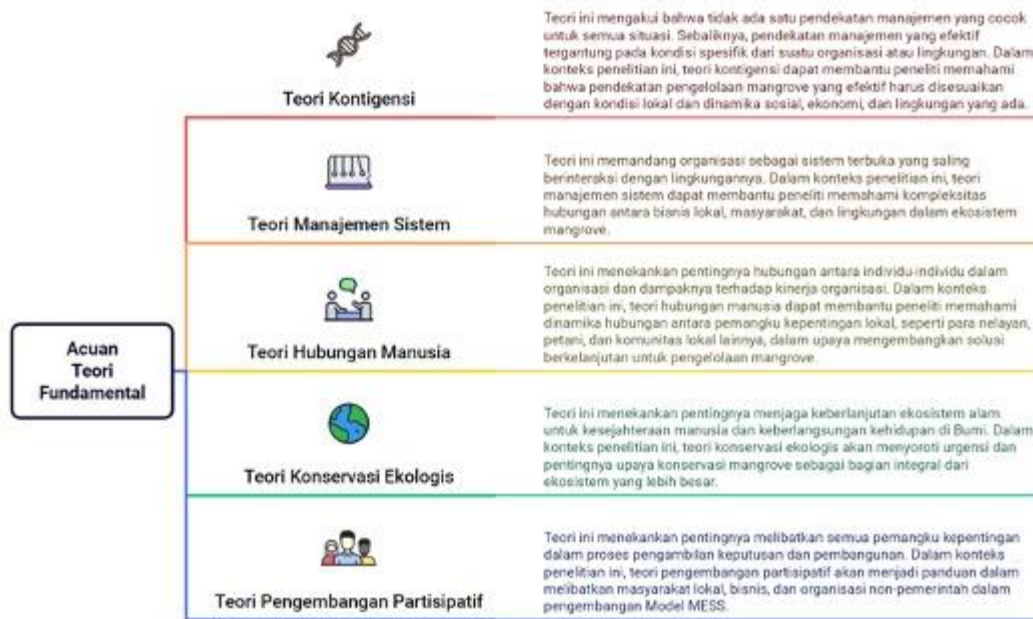 Teori ini mengakui bahwa tidak ada satu pendekatan manajemen yang cocok
untuk semua situasi. Sebaliknya, pendekatan manajemen yang efektif
tergantung pada kondisi spesifik dari suatu organisasi atau lingkungan. Dalam
konteks penelitian ini, teori kontigensi dapat membantu peneliti memahami
bahwa pendekatan pengelolaan mangrove yang efektif harus disesuaikan
dengan kondisi lokal dan dinamika sosial, ekonomi, dan lingkungan yang ada.
Teori Kontigensi
Teori ini memandang organisasi sebagai sistem terbuka yang saling
berinteraksi dengan lingkungannya. Dalam konteks penelitian ini, teori
manajemen sistem dapat membantu peneliti memahami kompleksitas
hubungan antara bisnis lokal, masyarakat, dan lingkungan dalam ekosistem
mangrove.
Teori Manajemen Sistem
Teori ini menekankan pentingnya hubungan antara individu-individu dalam
organisasi dan dampaknya terhadap kinerja organisasi. Dalam konteks
penelitian ini, teori hubungan manusia dapat membantu peneliti memahami
dinamika hubungan antara pemangku kepentingan lokal, seperti para nelayan,
petani, dan komunitas lokal lainnya, dalam upaya mengembangkan solusi
berkelanjutan untuk pengelolaan mangrove.
Teori Hubungan Manusia
Acuan
Teori
Fundamental
Teori ini menekankan pentingnya menjaga keberlanjutan ekosistem alam
untuk kesejahteraan manusia dan keberlangsungan kehidupan di Bumi. Dalam
konteks penelitian ini, teori konservasi ekologis akan menyoroti urgensi dan
pentingnya upaya konservasi mangrove sebagai bagian integral dari
ekosistem yang lebih besar.
Teori Konservasi Ekologis
Teori ini menekankan pentingnya melibatkan semua pemangku kepentingan
dalam proses pengambilan keputusan dan pembangunan. Dalam konteks
penelitian ini, teori pengembangan partisipatif akan menjadi panduan dalam
melibatkan masyarakat lokal, bisnis, dan organisasi non-pemerintah dalam
pengembangan Model MESS.
Teori Pengembangan Partisipatif